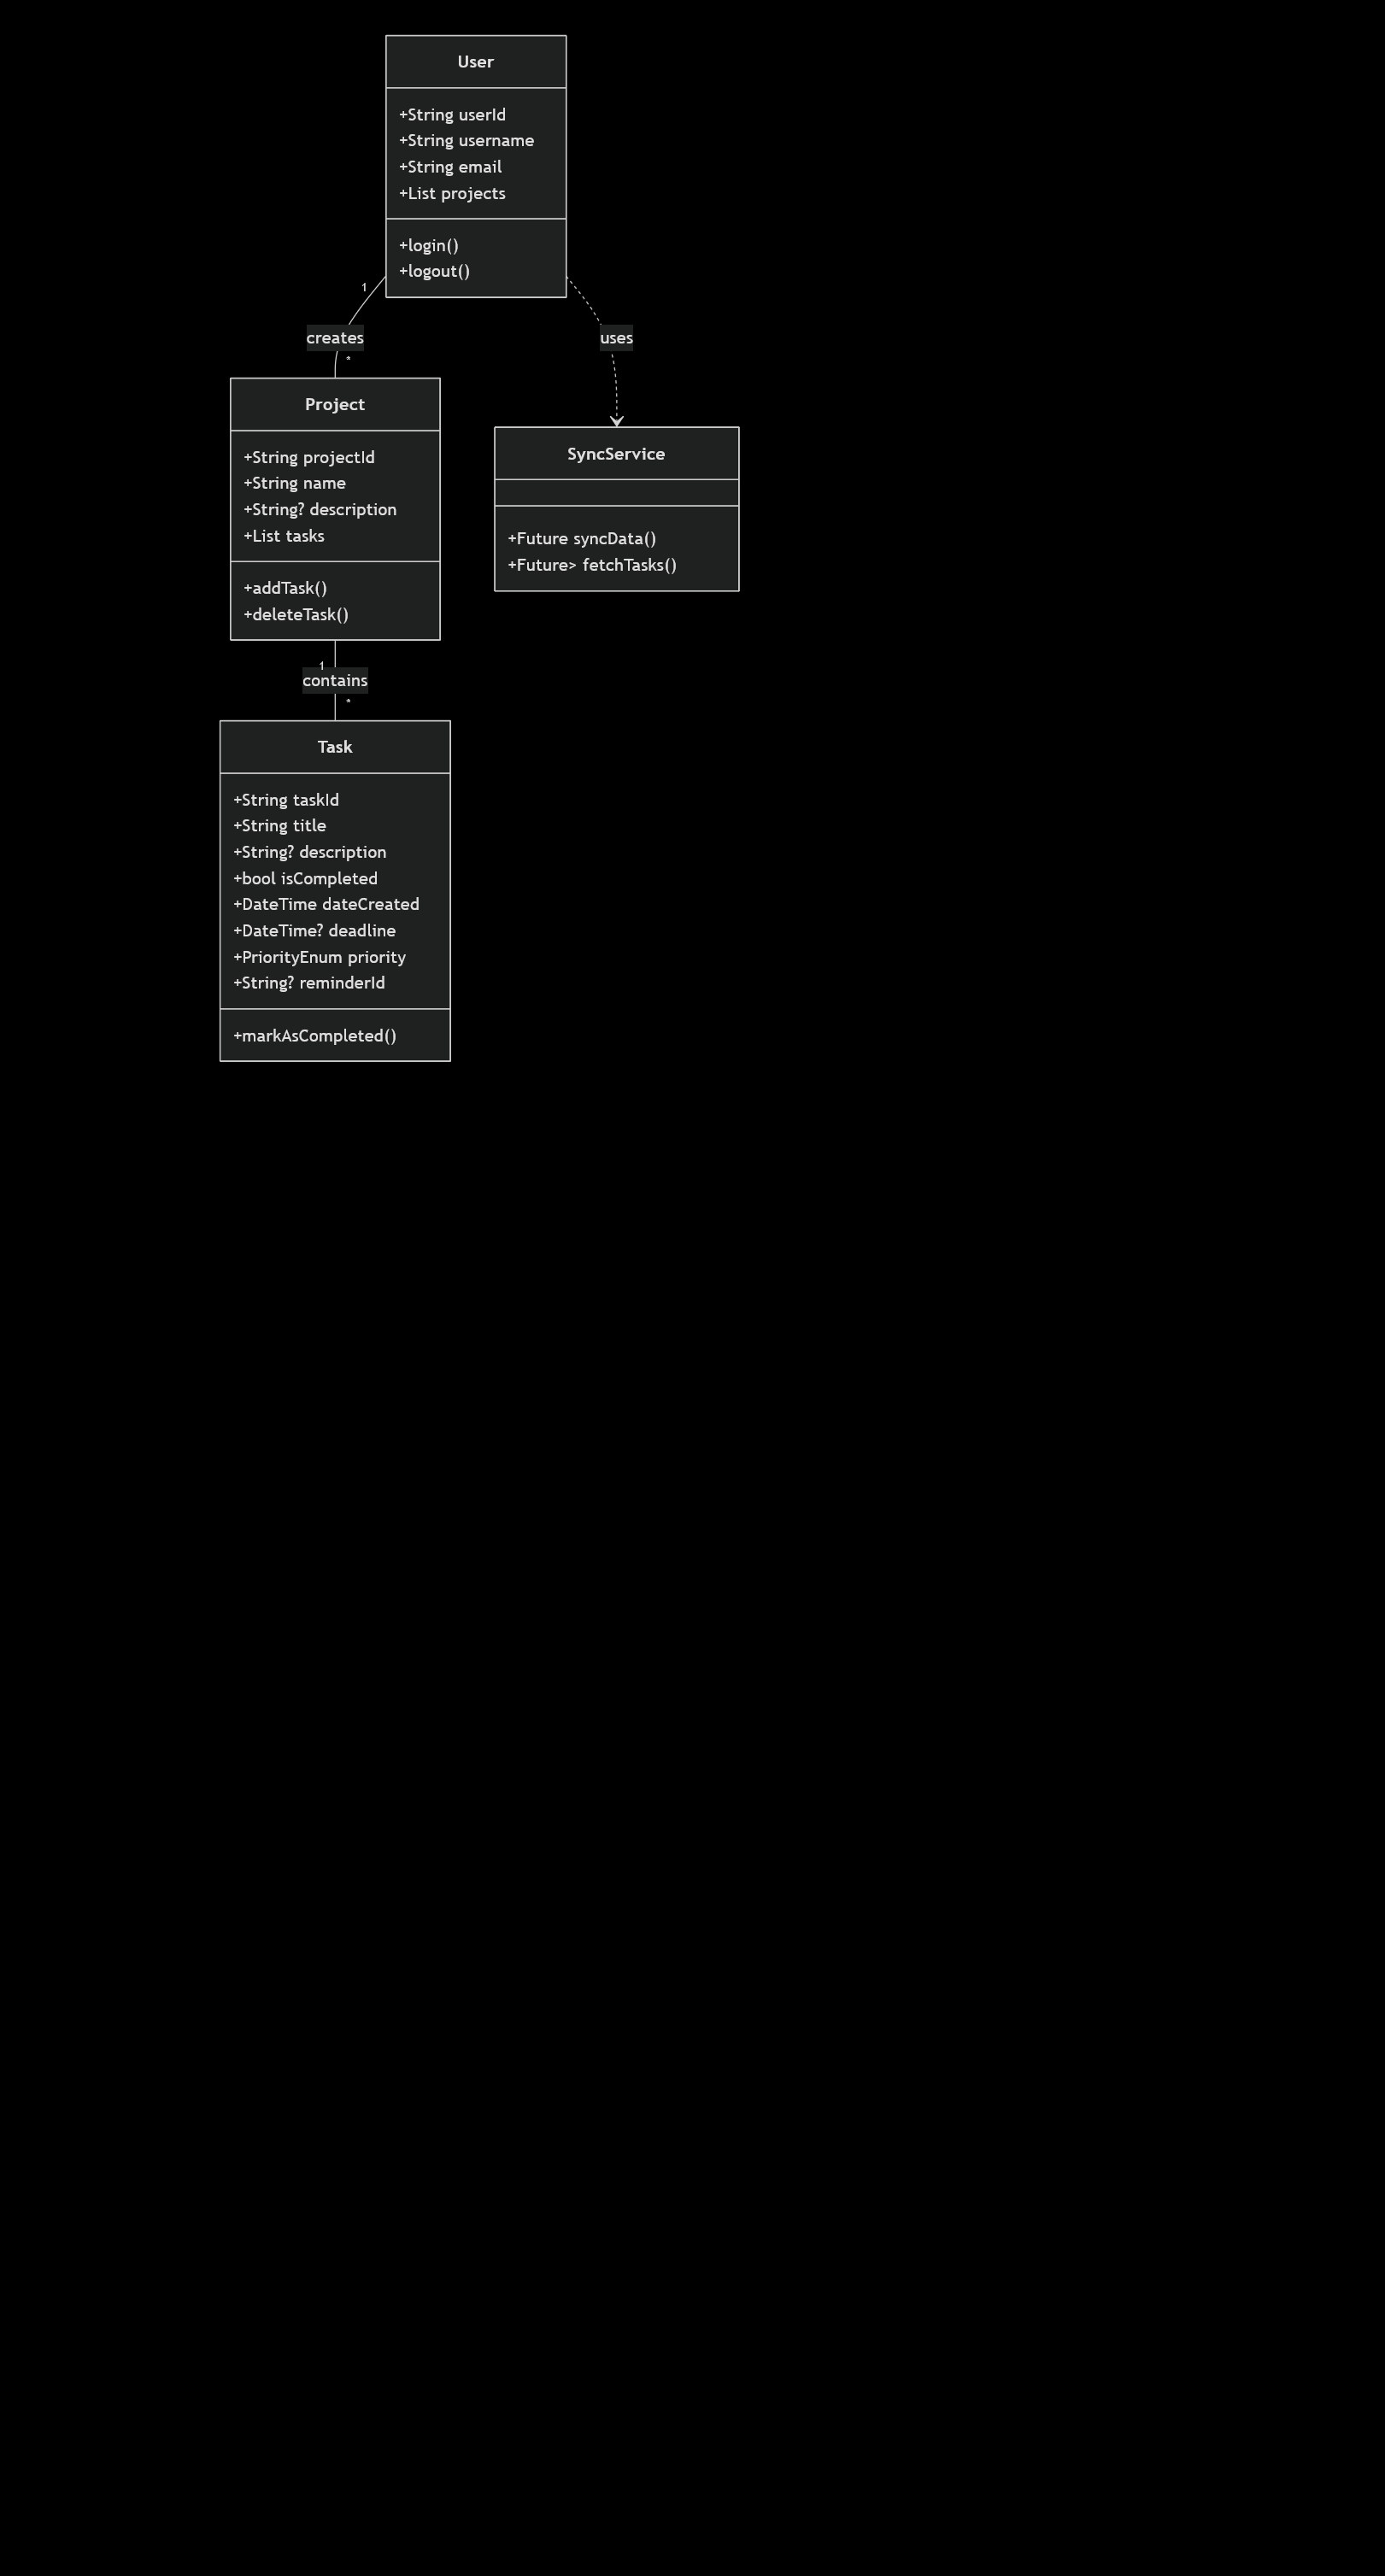 User
+String userId
+String username
+String email
+List projects
+login()
+logout()
1
creates
*
uses
Project
+String projectId
+String name
+String? description
+List tasks
+addTask()
+deleteTask()
SyncService
+Future syncData()
+Future> fetchTasks()
1
contains
*
Task
+String taskId
+String title
+String? description
+bool isCompleted
+DateTime dateCreated
+DateTime? deadline
+PriorityEnum priority
+String? reminderId
+markAsCompleted()